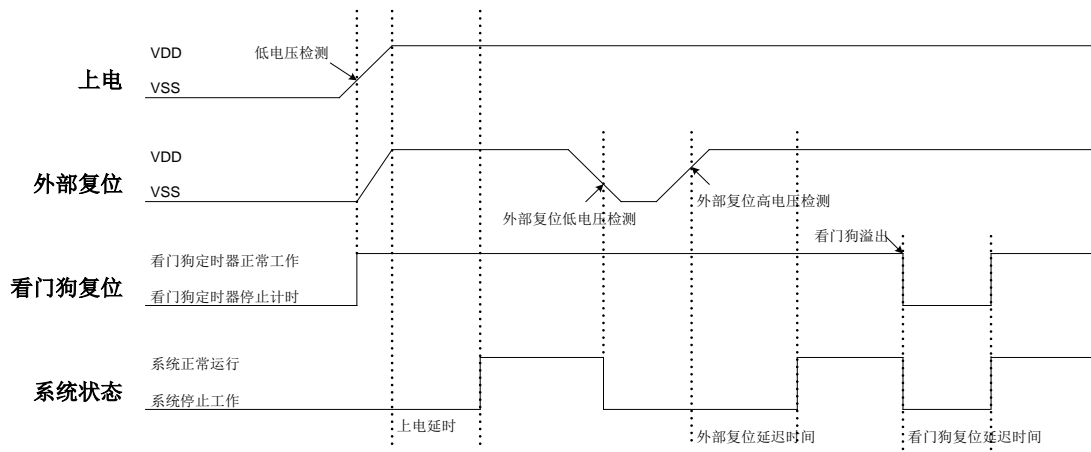 上电
VDD
低电压检测
VSS
外部复位
VDD
VSS
外部复位低电压检测
外部复位高电压检测
看门狗复位
看门狗定时器正常工作
看门狗溢出
看门狗定时器停止计时
系统状态
系统正常运行
系统停止工作
上电延时
外部复位延迟时间
看门狗复位延迟时间